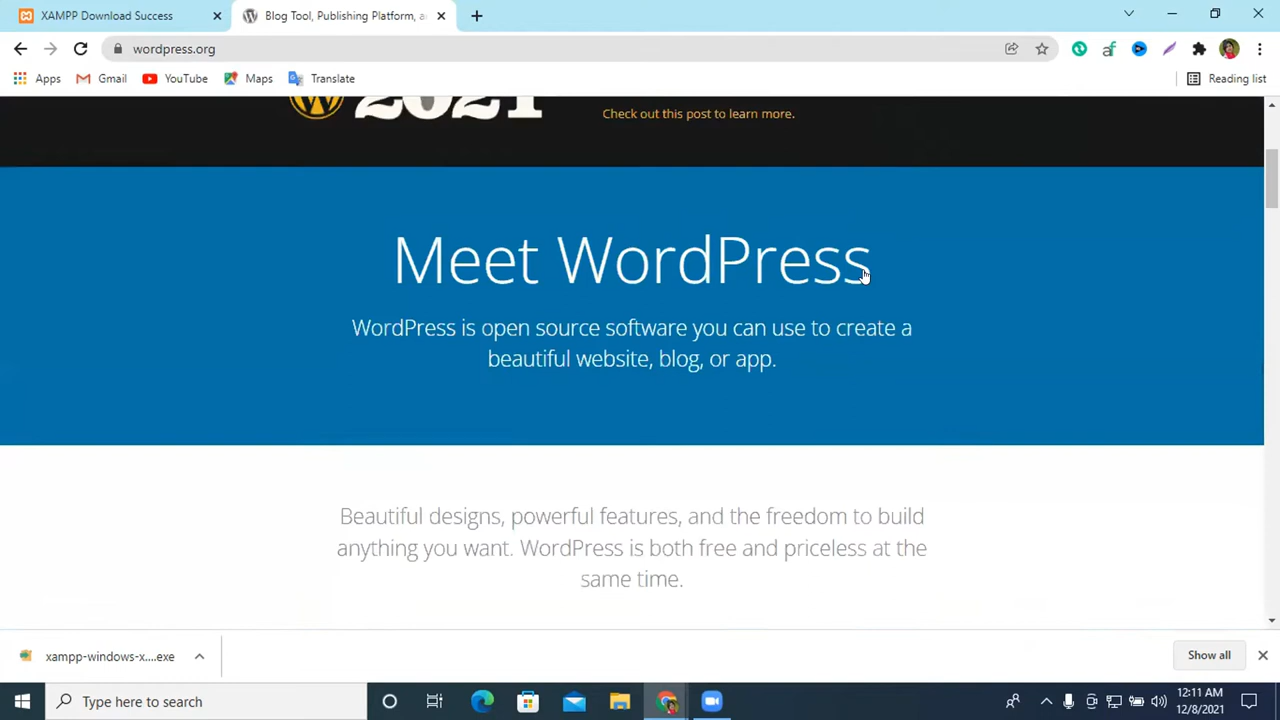 XAMPP Download Success
Blog Tool, Publishing Platform, a
wordpress.org
Apps
Gmail
YouTube
Maps
Translate
Reading list
2021
Check out this post to learn more.
Meet WordPress
WordPress is open source software you can use to create a
beautiful website, blog, or app.
Beautiful designs, powerful features, and the freedom to build
anything you want. WordPress is both free and priceless at the
same time.
xampp-windows-x....exe
Show all
Type here to search
12:11 AM
12/8/2021